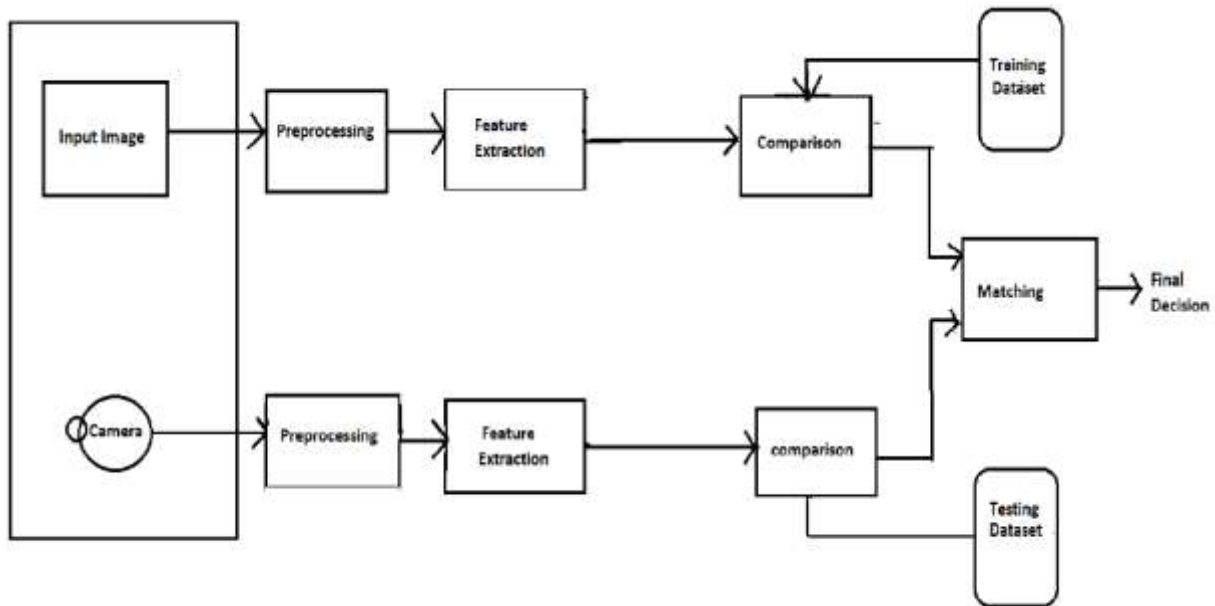 Training
Dataset
Input Image
Preprocessing
Feature
Extraction
Comparison
Matching
Final
Decision
Camera
Preprocessing
Feature
Extraction
comparison
Testing
Dataset